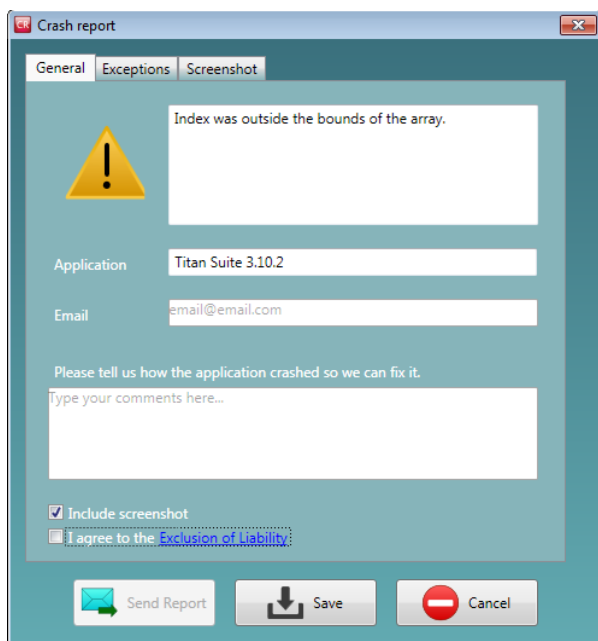 CR Crash report
General Exceptions Screenshot
Index was outside the bounds of the array.
Application Titan Suite 3.10.2
Email email@email.com
Please tell us how the application crashed so we can fix it.
Type your comments here...
Include screenshot
I agree to the Exclusion of Liability
Send Report Save Cancel